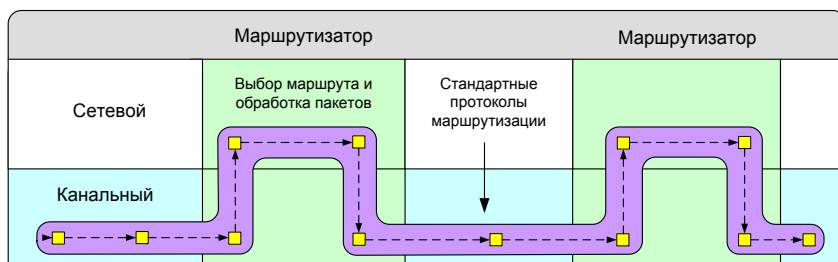 Маршрутизатор
Маршрутизатор
Сетевой
Выбор маршрута и
обработка пакетов
Стандартные
протоколы
маршрутизации
Канальный